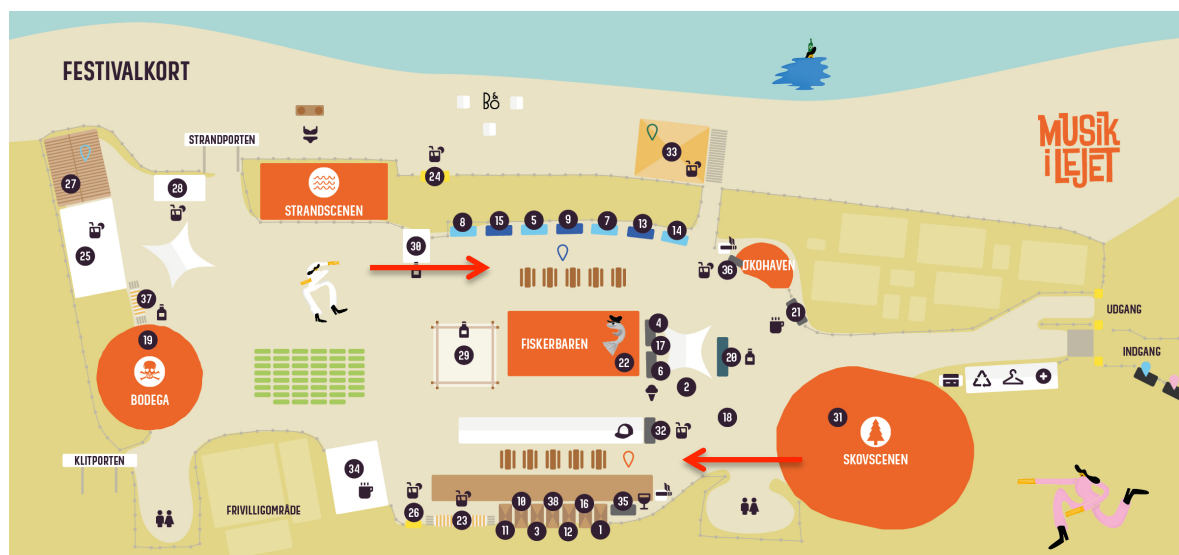 FESTIVALKORT
D&BØ
MUSIK
i LEJET
STRANDPORTEN
27
28
24
33
STRANDSCENEN
8
15
5
9
7
13
14
25
30
36
ØKOHAVEN
37
21
UDGANG
19
BODEGA
29
FISKERBAREN
22
4
17
6
20
2
INDGANG
18
31
SKOVSCENEN
32
KLITPORTEN
34
FRIVILLIGOMRÅDE
26
23
10
38
16
35
11
3
12
1